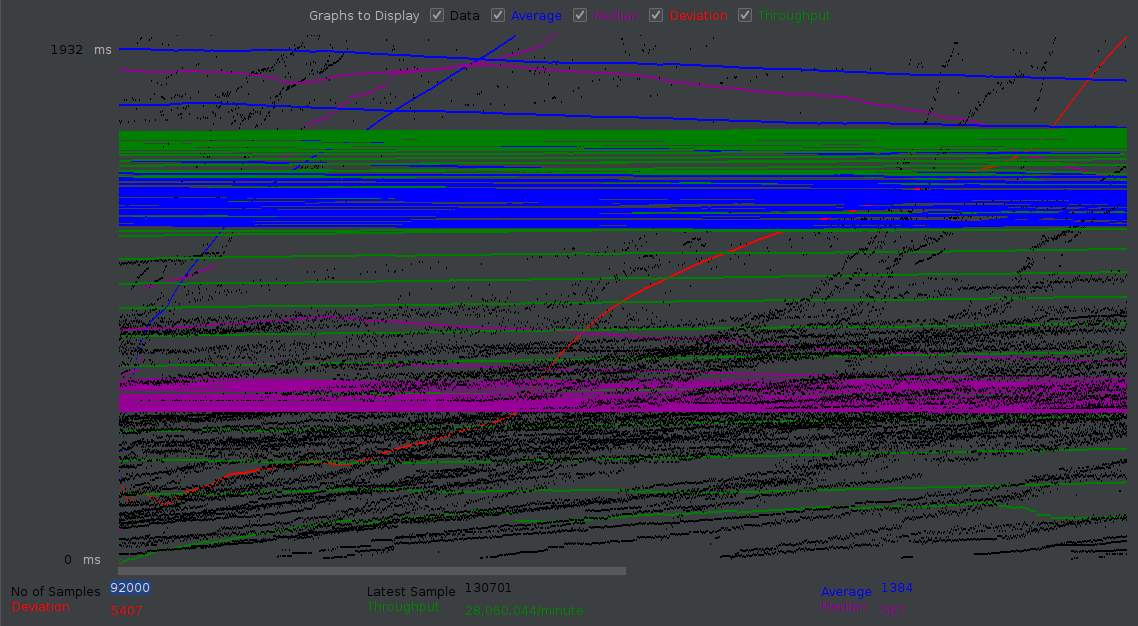 Graphs to Display Data Average Median Deviation Throughput
1932 ms
0 ms
No of Samples 92000 Latest Sample 130701 Average 1384
Deviation 5407 Throughput 28,060.044/minute Median